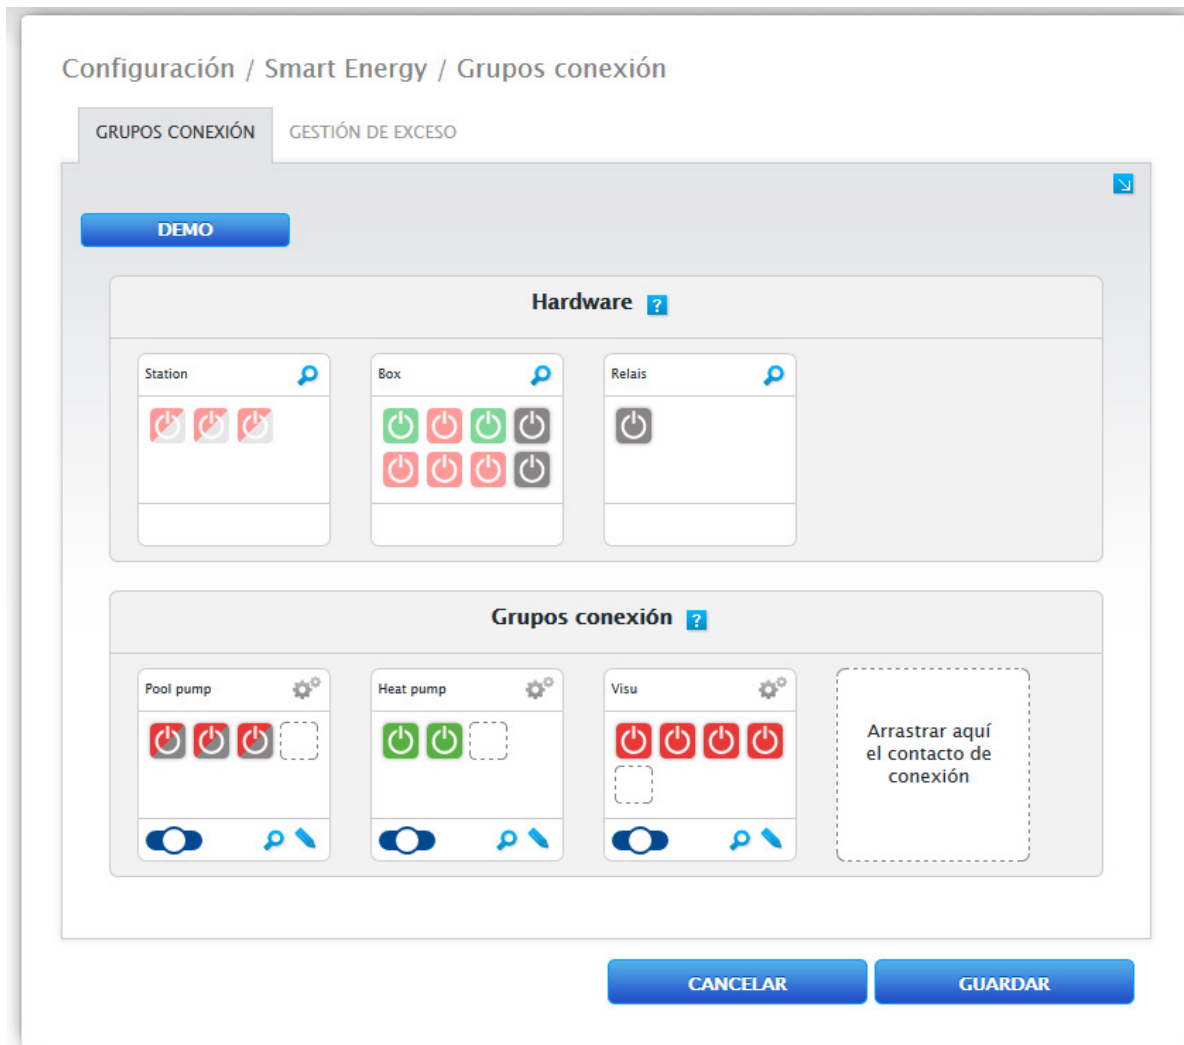 Configuración / Smart Energy / Grupos conexión
GRUPOS CONEXIÓN GESTIÓN DE EXCESO
DEMO
Hardware ?
Station Box Relais
Grupos conexión ?
Pool pump Heat pump Visu
Arrastrar aquí
el contacto de
conexión
CANCELAR GUARDAR